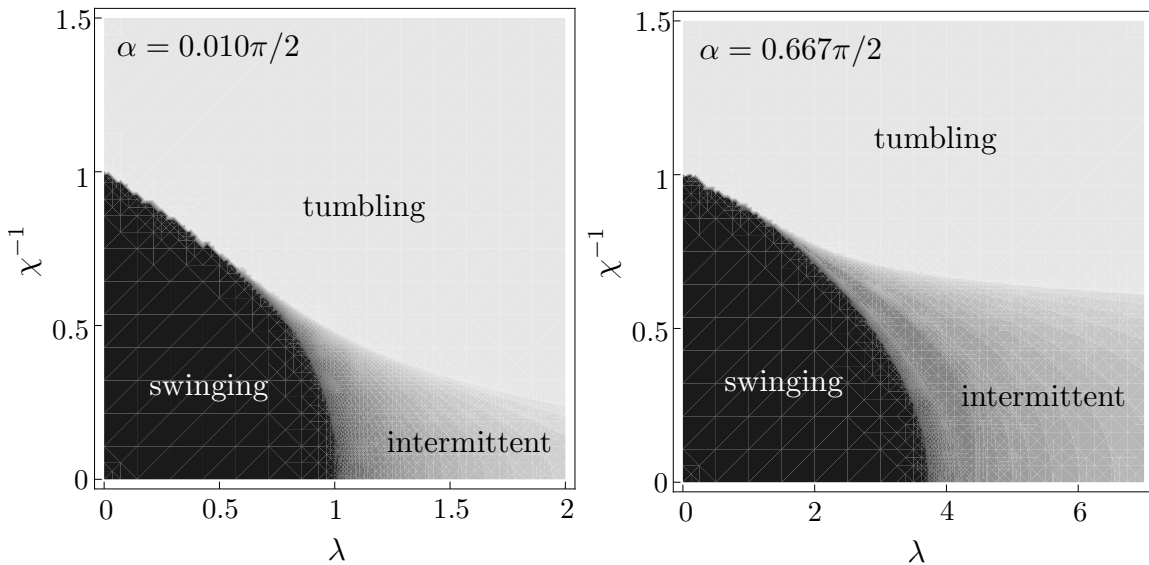 α = 0.010π/2
tumbling
swinging
intermittent
1.5
1
0.5
0
χ⁻¹
0
0.5
1
1.5
2
λ
α = 0.667π/2
tumbling
swinging
intermittent
1.5
1
0.5
0
χ⁻¹
0
2
4
6
λ